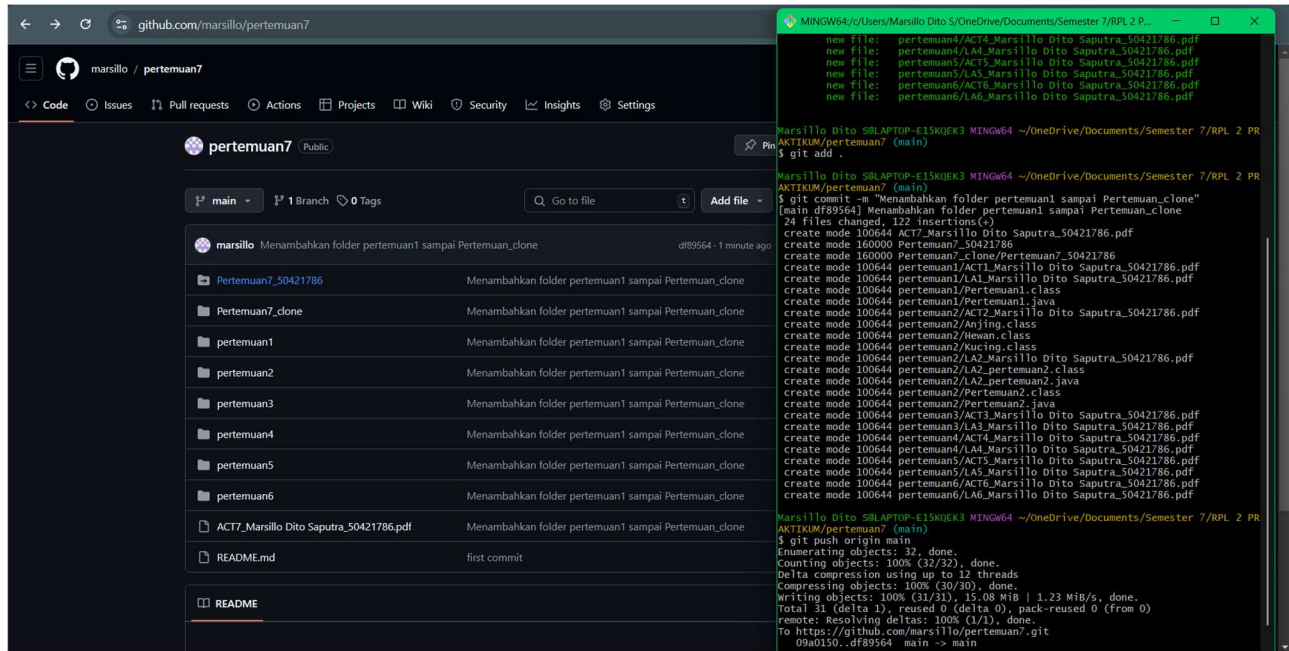 github.com/marsillo/pertemuan7
marsillo / pertemuan7
Code Issues Pull requests Actions Projects Wiki Security Insights Settings
pertemuan7 Public
Pin
main 1 Branch 0 Tags Go to file t Add file
marsillo Menambahkan folder pertemuan1 sampai Pertemuan_clone df89564 · 1 minute ago
Pertemuan7_50421786 Menambahkan folder pertemuan1 sampai Pertemuan_clone
Pertemuan7_clone Menambahkan folder pertemuan1 sampai Pertemuan_clone
pertemuan1 Menambahkan folder pertemuan1 sampai Pertemuan_clone
pertemuan2 Menambahkan folder pertemuan1 sampai Pertemuan_clone
pertemuan3 Menambahkan folder pertemuan1 sampai Pertemuan_clone
pertemuan4 Menambahkan folder pertemuan1 sampai Pertemuan_clone
pertemuan5 Menambahkan folder pertemuan1 sampai Pertemuan_clone
pertemuan6 Menambahkan folder pertemuan1 sampai Pertemuan_clone
ACT7_Marsillo Dito Saputra_50421786.pdf Menambahkan folder pertemuan1 sampai Pertemuan_clone
README.md first commit
README
MINGW64:/c/Users/Marsillo Dito S/OneDrive/Documents/Semester 7/RPL 2 P...
new file: pertemuan4/ACT4_Marsillo Dito Saputra_50421786.pdf
new file: pertemuan4/LA4_Marsillo Dito Saputra_50421786.pdf
new file: pertemuan5/ACT5_Marsillo Dito Saputra_50421786.pdf
new file: pertemuan5/LA5_Marsillo Dito Saputra_50421786.pdf
new file: pertemuan6/ACT6_Marsillo Dito Saputra_50421786.pdf
new file: pertemuan6/LA6_Marsillo Dito Saputra_50421786.pdf
Marsillo Dito S@LAPTOP-E15KQEK3 MINGW64 ~/OneDrive/Documents/Semester 7/RPL 2 PR
AKTIKUM/pertemuan7 (main)
$ git add .
Marsillo Dito S@LAPTOP-E15KQEK3 MINGW64 ~/OneDrive/Documents/Semester 7/RPL 2 PR
AKTIKUM/pertemuan7 (main)
$ git commit -m "Menambahkan folder pertemuan1 sampai Pertemuan_clone"
[main df89564] Menambahkan folder pertemuan1 sampai Pertemuan_clone
24 files changed, 122 insertions(+)
create mode 100644 ACT7_Marsillo Dito Saputra_50421786.pdf
create mode 160000 Pertemuan7_50421786
create mode 160000 Pertemuan7_clone/Pertemuan7_50421786
create mode 100644 pertemuan1/ACT1_Marsillo Dito Saputra_50421786.pdf
create mode 100644 pertemuan1/LA1_Marsillo Dito Saputra_50421786.pdf
create mode 100644 pertemuan1/Pertemuan1.class
create mode 100644 pertemuan1/Pertemuan1.java
create mode 100644 pertemuan2/ACT2_Marsillo Dito Saputra_50421786.pdf
create mode 100644 pertemuan2/Anjing.class
create mode 100644 pertemuan2/Hewan.class
create mode 100644 pertemuan2/Kucing.class
create mode 100644 pertemuan2/LA2_Marsillo Dito Saputra_50421786.pdf
create mode 100644 pertemuan2/LA2_pertemuan2.class
create mode 100644 pertemuan2/LA2_pertemuan2.java
create mode 100644 pertemuan2/Pertemuan2.class
create mode 100644 pertemuan2/Pertemuan2.java
create mode 100644 pertemuan3/ACT3_Marsillo Dito Saputra_50421786.pdf
create mode 100644 pertemuan3/LA3_Marsillo Dito Saputra_50421786.pdf
create mode 100644 pertemuan4/ACT4_Marsillo Dito Saputra_50421786.pdf
create mode 100644 pertemuan4/LA4_Marsillo Dito Saputra_50421786.pdf
create mode 100644 pertemuan5/ACT5_Marsillo Dito Saputra_50421786.pdf
create mode 100644 pertemuan5/LA5_Marsillo Dito Saputra_50421786.pdf
create mode 100644 pertemuan6/ACT6_Marsillo Dito Saputra_50421786.pdf
create mode 100644 pertemuan6/LA6_Marsillo Dito Saputra_50421786.pdf
Marsillo Dito S@LAPTOP-E15KQEK3 MINGW64 ~/OneDrive/Documents/Semester 7/RPL 2 PR
AKTIKUM/pertemuan7 (main)
$ git push origin main
Enumerating objects: 32, done.
Counting objects: 100% (32/32), done.
Delta compression using up to 12 threads
Compressing objects: 100% (30/30), done.
Writing objects: 100% (31/31), 15.08 MiB | 1.23 MiB/s, done.
Total 31 (delta 1), reused 0 (delta 0), pack-reused 0 (from 0)
remote: Resolving deltas: 100% (1/1), done.
To https://github.com/marsillo/pertemuan7.git
09a0150..df89564 main -> main